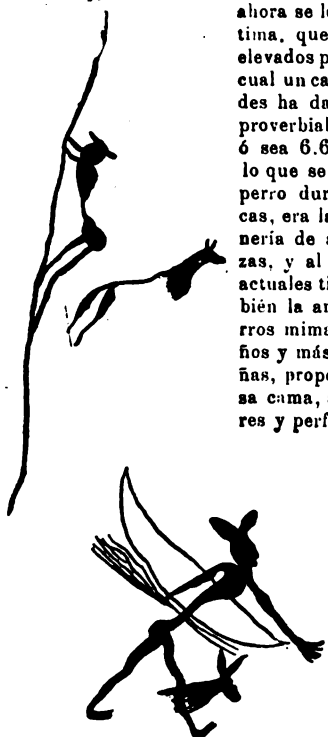 ahora se l
tima, que
elevados p
cual un ca
des ha da
proverbial
ó sea 6.6
lo que se
perro dur
cas, era la
nería de
zas, y al
actuales ti
bién la a
rros mima
ños y más
ñas, prop
sa cama,
res y perf